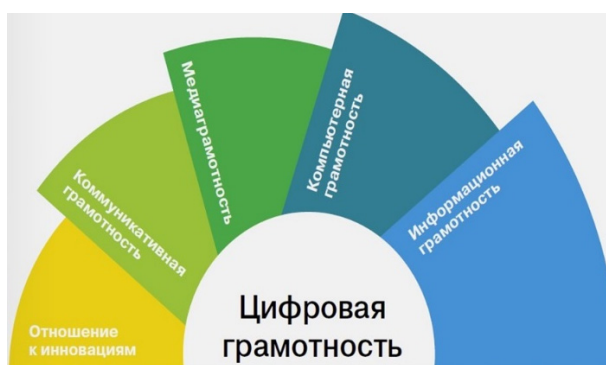 Медиаграмотность
Компьютерная
грамотность
Коммуникативная
грамотность
Информационная
грамотность
Отношение
к инновациям
Цифровая
грамотность